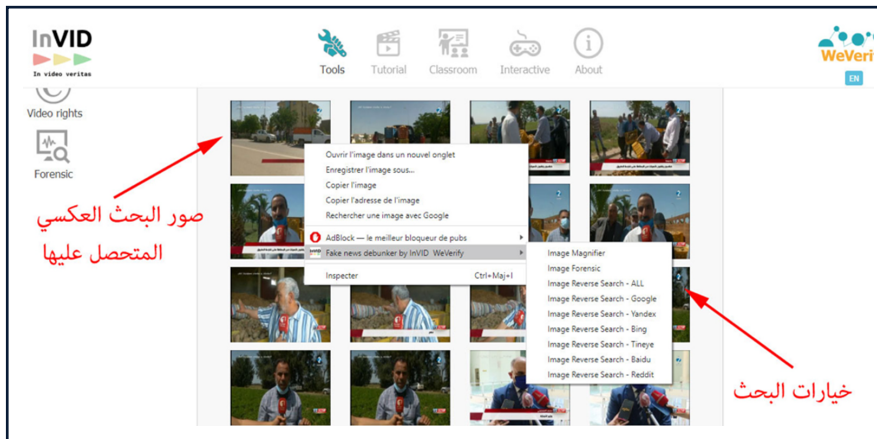 InVID
In video veritas
Tools
Tutorial
Classroom
Interactive
About
WeVerif
EN
Video rights
Forensic
صور البحث العكسي
المتحصل عليها
Ouvrir l'image dans un nouvel onglet
Enregistrer l'image sous...
Copier l'image
Copier l'adresse de l'image
Rechercher une image avec Google
AdBlock — le meilleur bloqueur de pubs
Fake news debunker by InVID WeVerify
Inspecter Ctrl+Maj+I
Image Magnifier
Image Forensic
Image Reverse Search - ALL
Image Reverse Search - Google
Image Reverse Search - Yandex
Image Reverse Search - Bing
Image Reverse Search - Tineye
Image Reverse Search - Baidu
Image Reverse Search - Reddit
خيارات البحث